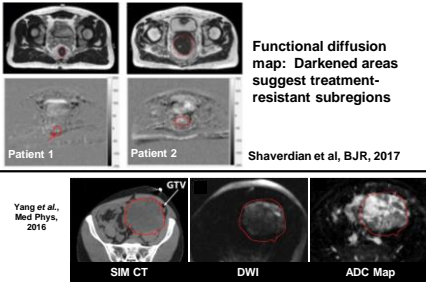 Functional diffusion
map: Darkened areas
suggest treatment-
resistant subregions
Patient 1
Patient 2
Shaverdian et al, BJR, 2017
Yang et al.,
Med Phys,
2016
GTV
SIM CT
DWI
ADC Map